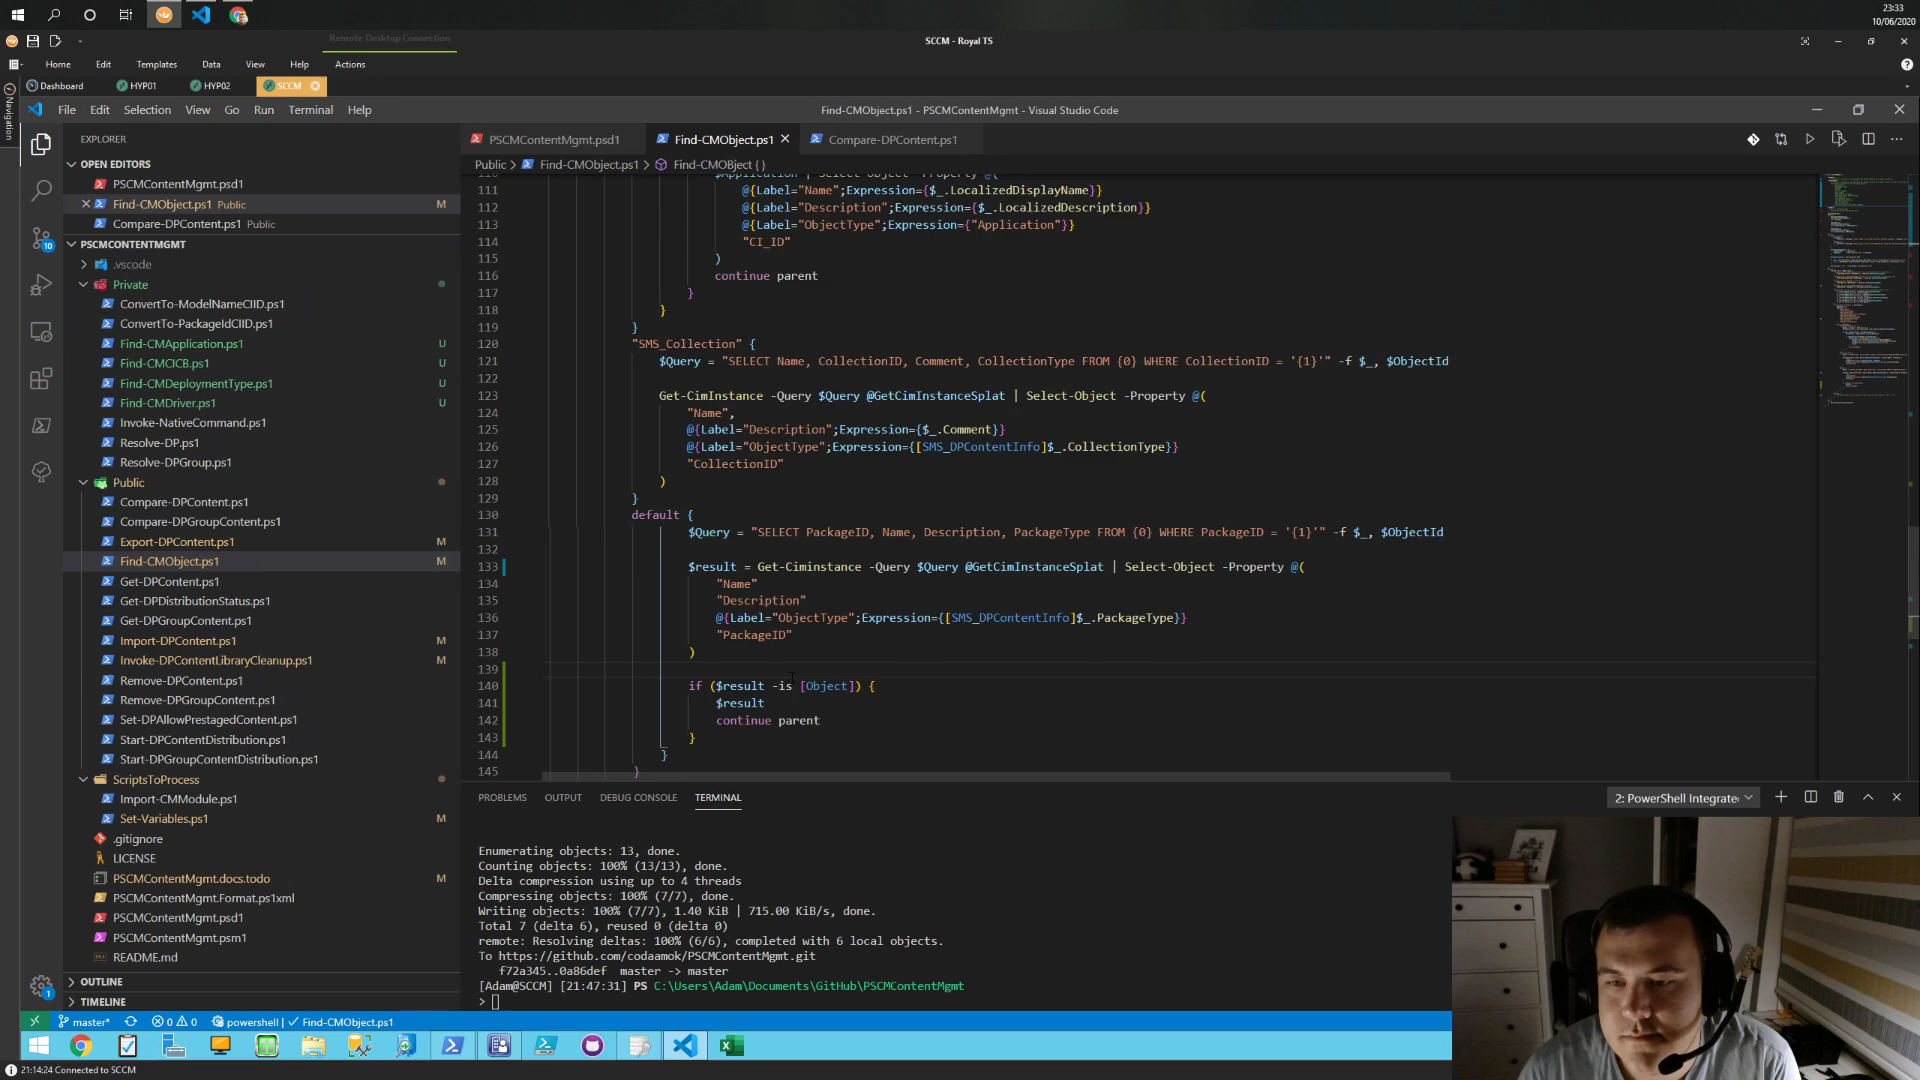 23:33
10/06/2020
Remote Desktop Connection
SCCM - Royal TS
Home Edit Templates Data View Help Actions
Dashboard HYP01 HYP02 SCCM
Navigation
File Edit Selection View Go Run Terminal Help
Find-CMObject.ps1 - PSCMContentMgmt - Visual Studio Code
EXPLORER
OPEN EDITORS
PSCMContentMgmt.psd1
Find-CMObject.ps1 Public M
Compare-DPContent.ps1 Public
PSCMCONTENTMGMT
.vscode
Private
ConvertTo-ModelNameCIID.ps1
ConvertTo-PackageIdCIID.ps1
Find-CMApplication.ps1 U
Find-CMCICB.ps1 U
Find-CMDeploymentType.ps1 U
Find-CMDriver.ps1 U
Invoke-NativeCommand.ps1
Resolve-DP.ps1
Resolve-DPGroup.ps1
Public
Compare-DPContent.ps1
Compare-DPGroupContent.ps1
Export-DPContent.ps1 M
Find-CMObject.ps1 M
Get-DPContent.ps1
Get-DPDistributionStatus.ps1
Get-DPGroupContent.ps1
Import-DPContent.ps1 M
Invoke-DPContentLibraryCleanup.ps1 M
Remove-DPContent.ps1
Remove-DPGroupContent.ps1
Set-DPAllowPrestagedContent.ps1
Start-DPContentDistribution.ps1
Start-DPGroupContentDistribution.ps1
ScriptsToProcess
Import-CMModule.ps1
Set-Variables.ps1 M
.gitignore
LICENSE
PSCMContentMgmt.docs.todo M
PSCMContentMgmt.Format.ps1xml
PSCMContentMgmt.psd1
PSCMContentMgmt.psm1
README.md
OUTLINE
TIMELINE
10
1
PSCMContentMgmt.psd1 Find-CMObject.ps1 Compare-DPContent.ps1
Public > Find-CMObject.ps1 > Find-CMOBject { }
110 $Application | Select-Object -Property @(
111 @{Label="Name";Expression={$_.LocalizedDisplayName}}
112 @{Label="Description";Expression={$_.LocalizedDescription}}
113 @{Label="ObjectType";Expression={"Application"}}
114 "CI_ID"
115 )
116 continue parent
117 }
118 }
119 }
120 "SMS_Collection" {
121 $Query = "SELECT Name, CollectionID, Comment, CollectionType FROM {0} WHERE CollectionID = '{1}'" -f $_, $ObjectId
122
123 Get-CimInstance -Query $Query @GetCimInstanceSplat | Select-Object -Property @(
124 "Name",
125 @{Label="Description";Expression={$_.Comment}}
126 @{Label="ObjectType";Expression={[SMS_DPContentInfo]$_.CollectionType}}
127 "CollectionID"
128 )
129 }
130 default {
131 $Query = "SELECT PackageID, Name, Description, PackageType FROM {0} WHERE PackageID = '{1}'" -f $_, $ObjectId
132
133 $result = Get-Ciminstance -Query $Query @GetCimInstanceSplat | Select-Object -Property @(
134 "Name"
135 "Description"
136 @{Label="ObjectType";Expression={[SMS_DPContentInfo]$_.PackageType}}
137 "PackageID"
138 )
139
140 if ($result -is [Object]) {
141 $result
142 continue parent
143 }
144 }
145 }
PROBLEMS OUTPUT DEBUG CONSOLE TERMINAL
2: PowerShell Integrate
Enumerating objects: 13, done.
Counting objects: 100% (13/13), done.
Delta compression using up to 4 threads
Compressing objects: 100% (7/7), done.
Writing objects: 100% (7/7), 1.40 KiB | 715.00 KiB/s, done.
Total 7 (delta 6), reused 0 (delta 0)
remote: Resolving deltas: 100% (6/6), completed with 6 local objects.
To https://github.com/codaamok/PSCMContentMgmt.git
f72a345..0a86def master -> master
[Adam@SCCM] [21:47:31] PS C:\Users\Adam\Documents\GitHub\PSCMContentMgmt
>
master* 0 0 powershell | Find-CMObject.ps1
21:14:24 Connected to SCCM